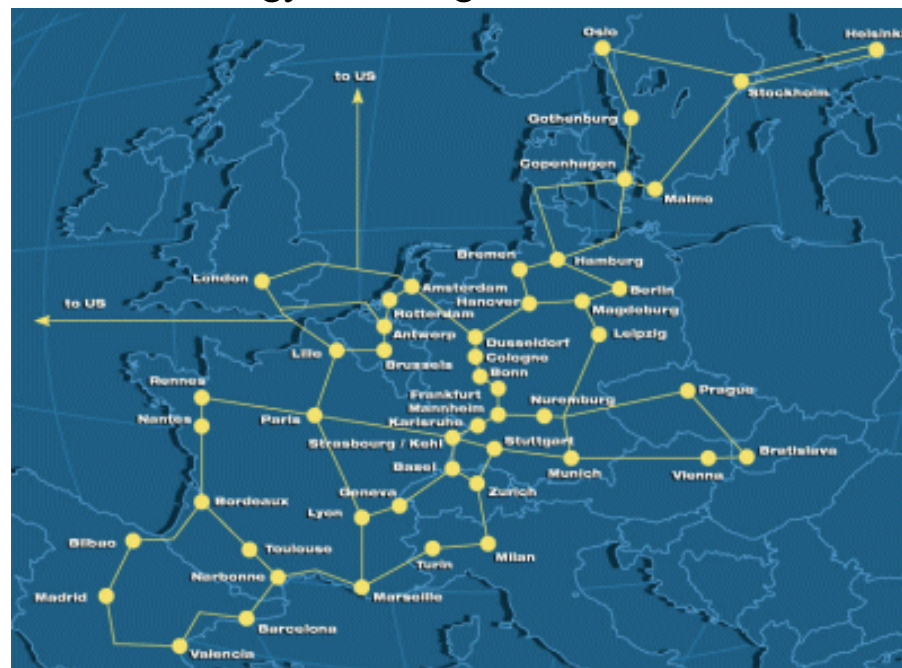 Oslo
Helsink
to US
Stockholm
Gothenburg
Copenhagen
Malmo
Bremen
Hamburg
London
Amsterdam
Berlin
Hanover
Magdeburg
to US
Rotterdam
Antwerp
Dusseldorf
Leipzig
Lille
Cologne
Brussels
Bonn
Rennes
Frankfurt
Prague
Nantes
Paris
Mannheim
Nuremburg
Karlsruhe
Strasbourg / Kehl
Stuttgart
Basel
Munich
Vienna
Bratislava
Geneva
Zurich
Bordeaux
Lyon
Bilbao
Toulouse
Milan
Turin
Narbonne
Madrid
Marseille
Barcelona
Valencia